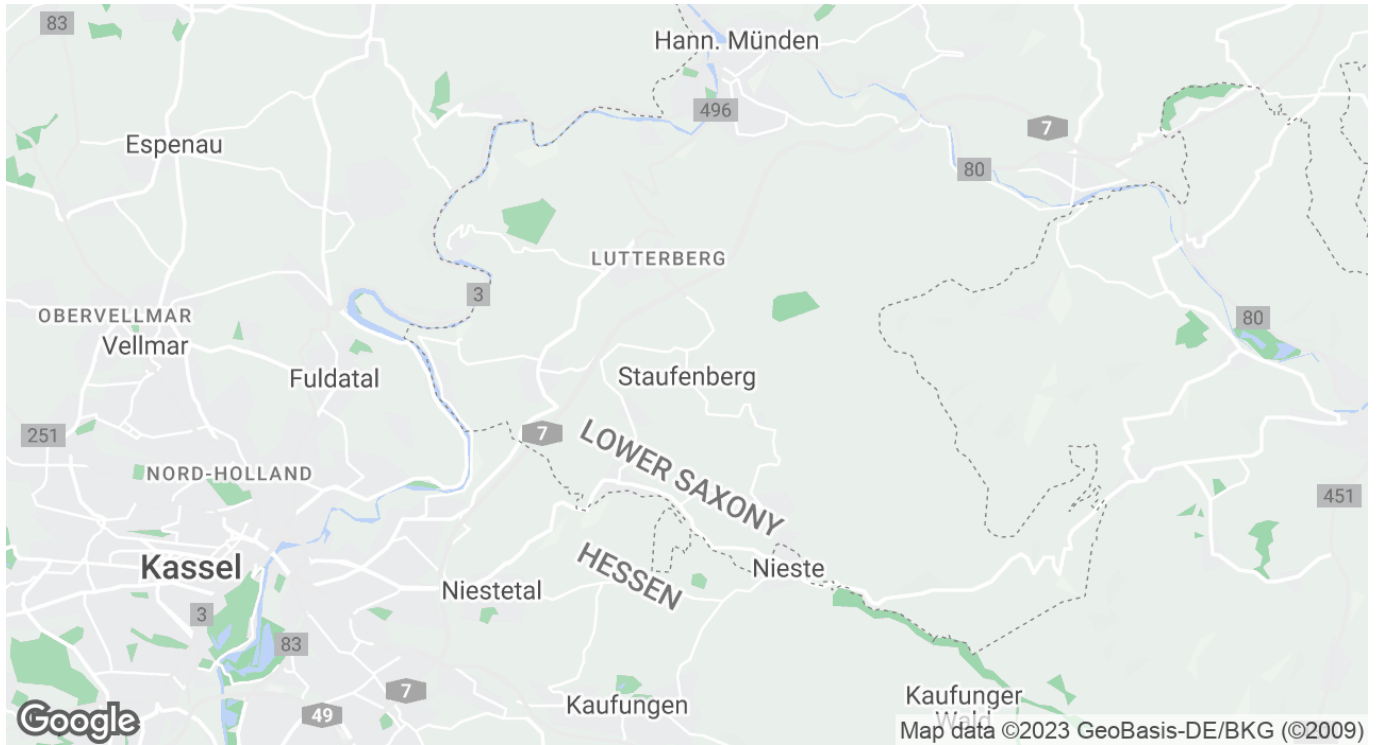 83
Hann. Münden
496
7
Espenau
80
LUTTERBERG
3
OBERVELLMAR
80
Vellmar
Staufenberg
Fuldatal
251
7
LOWER SAXONY
NORD-HOLLAND
451
Kassel
Nieste
HESSEN
Niestetal
3
83
7
Kaufunger
Wald
Kaufungen
49
Google
Map data ©2023 GeoBasis-DE/BKG (©2009)